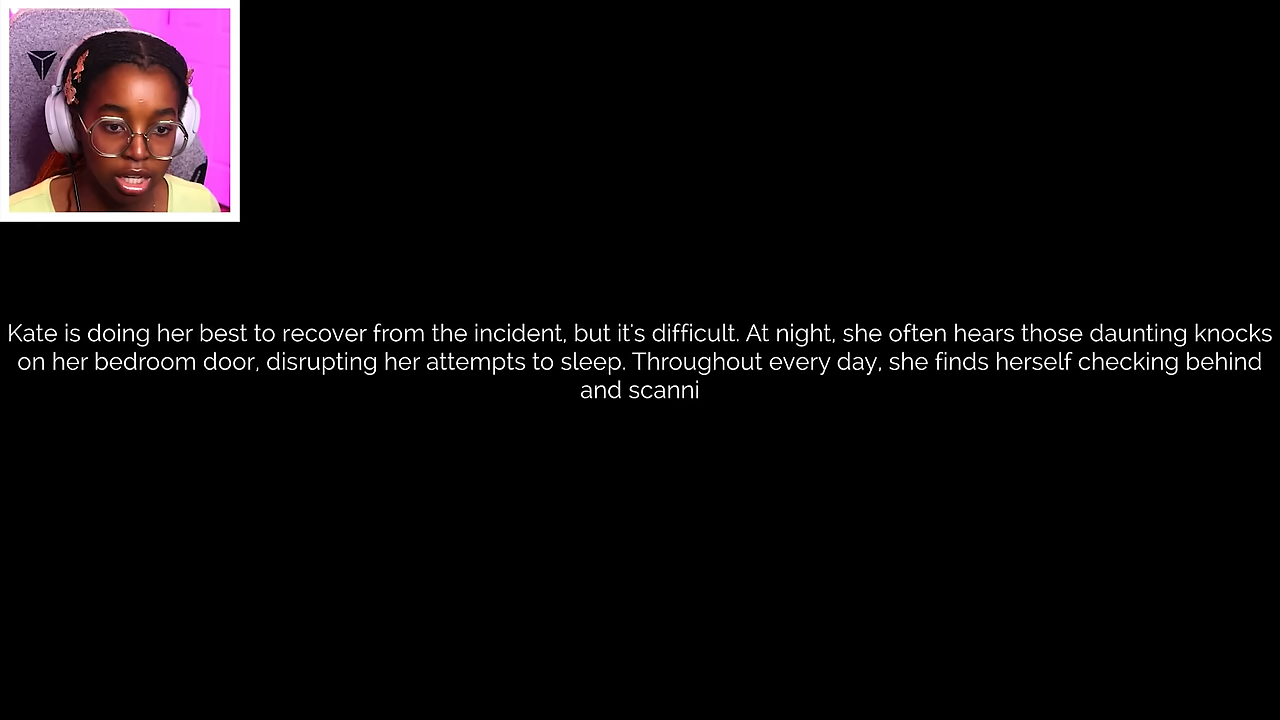 Kate is doing her best to recover from the incident, but it's difficult. At night, she often hears those daunting knocks
on her bedroom door, disrupting her attempts to sleep. Throughout every day, she finds herself checking behind
and scanni